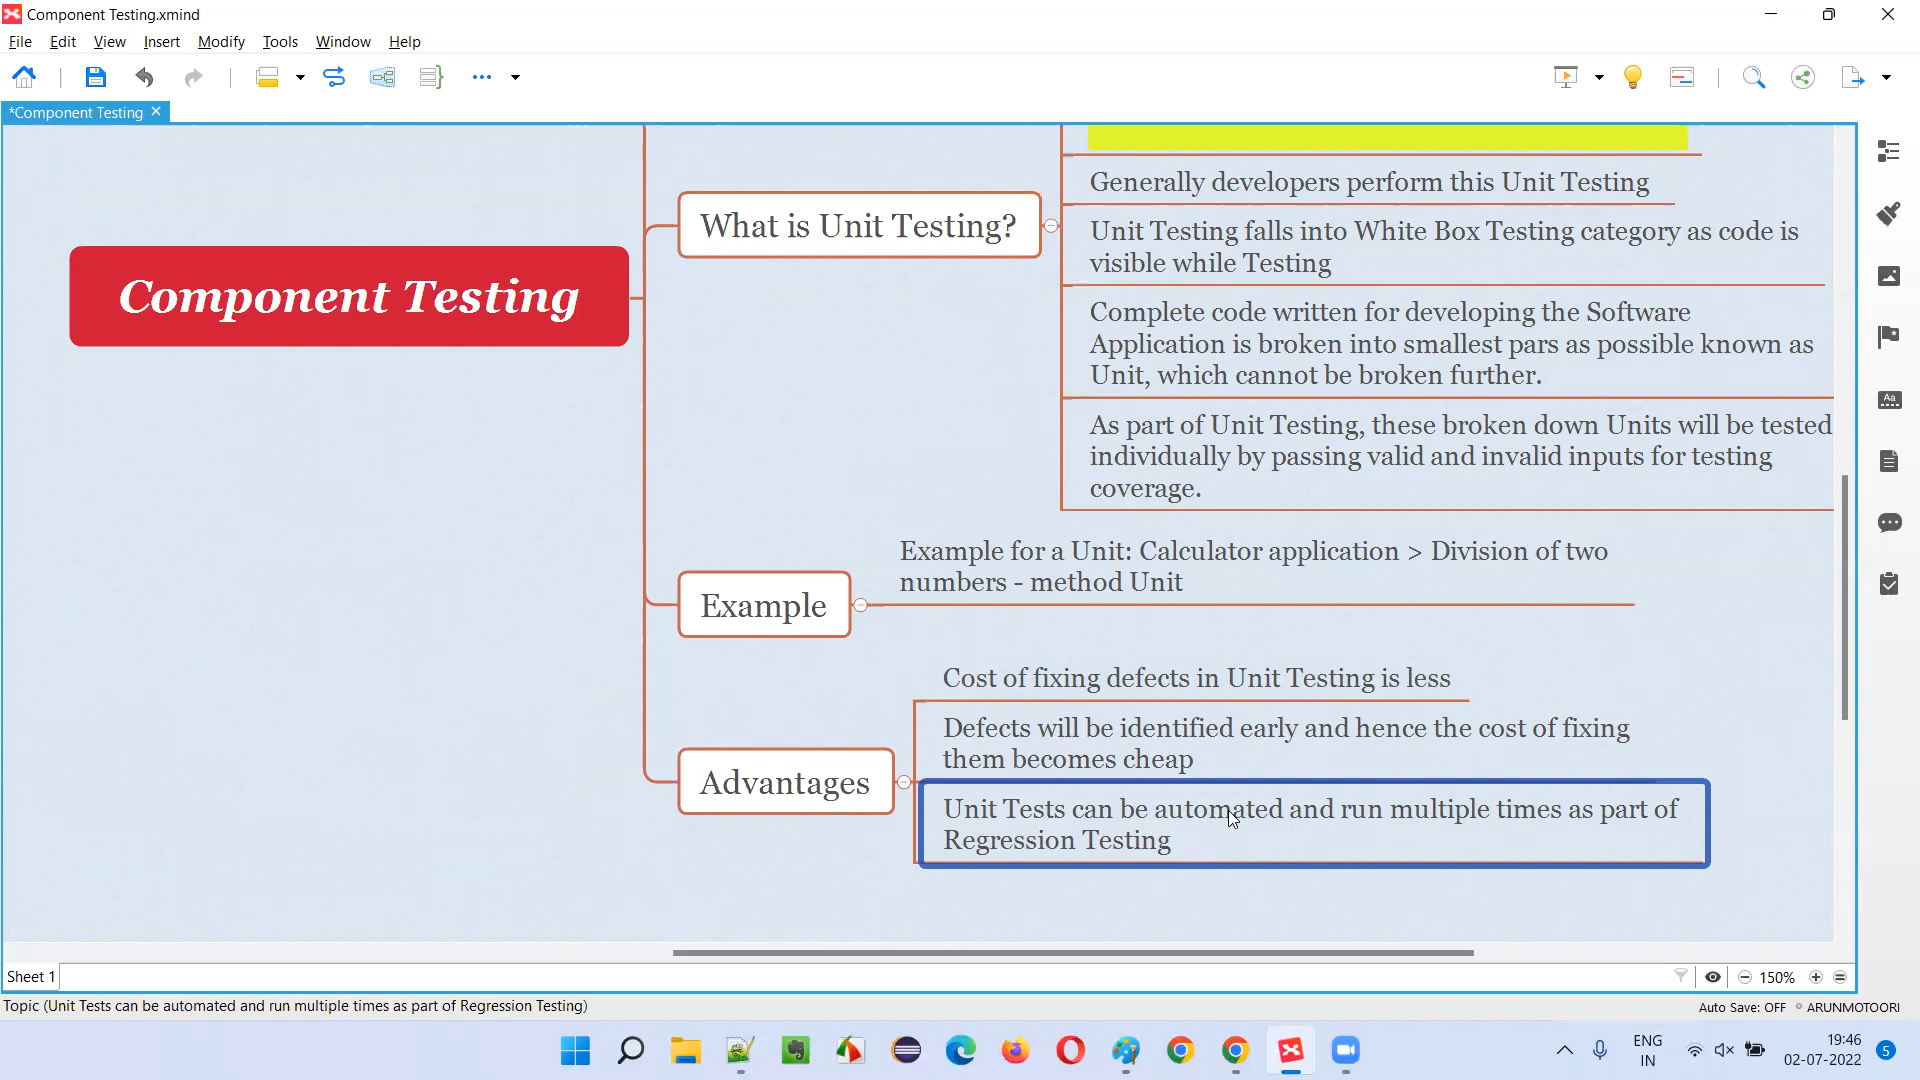 Component Testing.xmind
File Edit View Insert Modify Tools Window Help
*Component Testing
Component Testing
What is Unit Testing?
Generally developers perform this Unit Testing
Unit Testing falls into White Box Testing category as code is
visible while Testing
Complete code written for developing the Software
Application is broken into smallest pars as possible known as
Unit, which cannot be broken further.
As part of Unit Testing, these broken down Units will be tested
individually by passing valid and invalid inputs for testing
coverage.
Example
Example for a Unit: Calculator application > Division of two
numbers - method Unit
Advantages
Cost of fixing defects in Unit Testing is less
Defects will be identified early and hence the cost of fixing
them becomes cheap
Unit Tests can be automated and run multiple times as part of
Regression Testing
Aa
Sheet 1
150%
Topic (Unit Tests can be automated and run multiple times as part of Regression Testing)
Auto Save: OFF ARUNMOTOORI
ENG
IN
19:46
02-07-2022
5